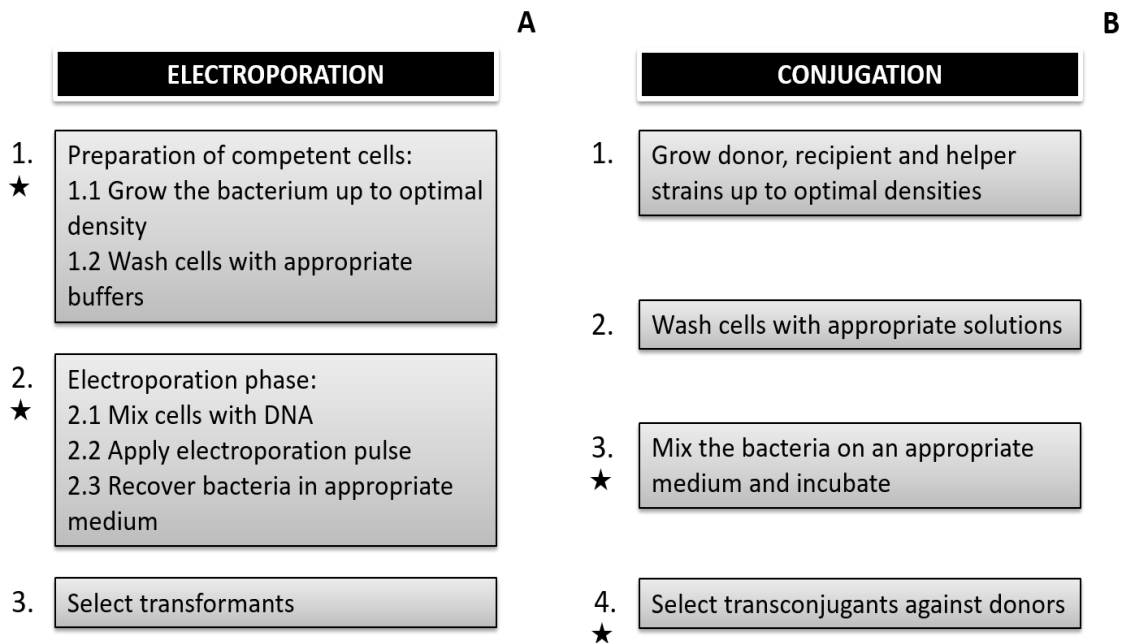 A
ELECTROPORATION
1.
★
Preparation of competent cells:
1.1 Grow the bacterium up to optimal
density
1.2 Wash cells with appropriate
buffers
2.
★
Electroporation phase:
2.1 Mix cells with DNA
2.2 Apply electroporation pulse
2.3 Recover bacteria in appropriate
medium
3.
Select transformants
B
CONJUGATION
1.
Grow donor, recipient and helper
strains up to optimal densities
2.
Wash cells with appropriate solutions
3.
★
Mix the bacteria on an appropriate
medium and incubate
4.
★
Select transconjugants against donors